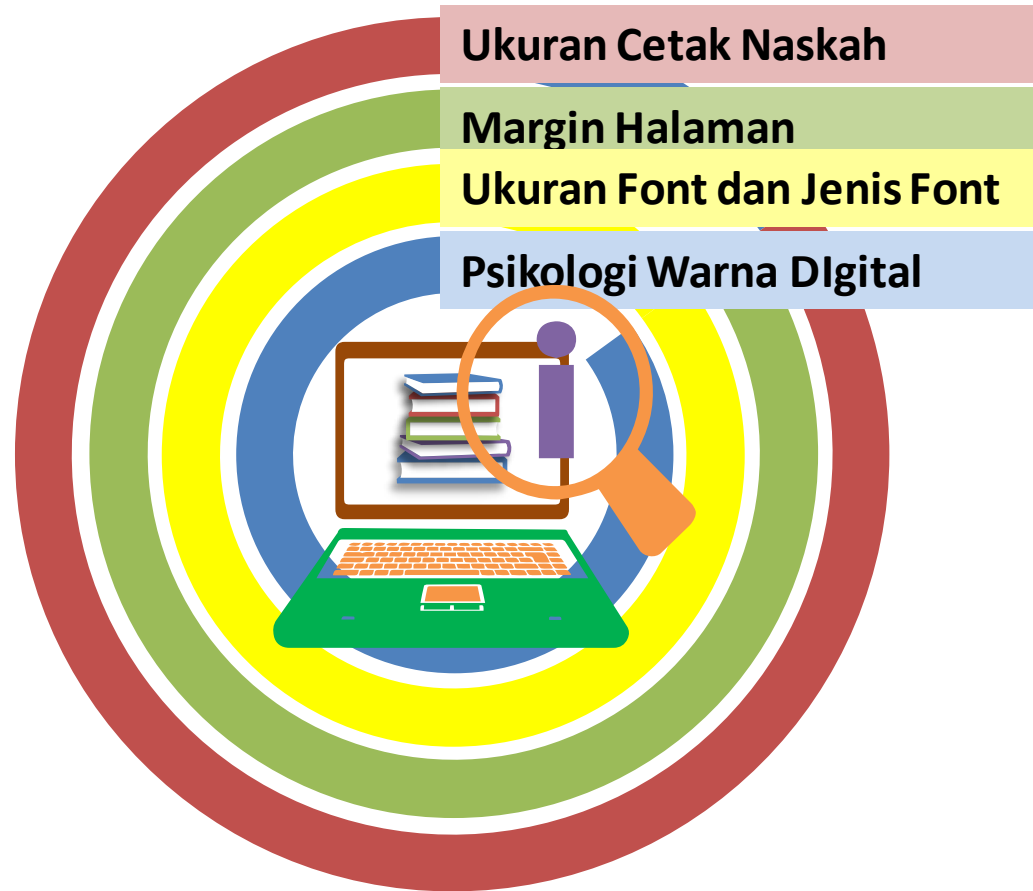 Ukuran Cetak Naskah
Margin Halaman
Ukuran Font dan Jenis Font
Psikologi Warna DIgital